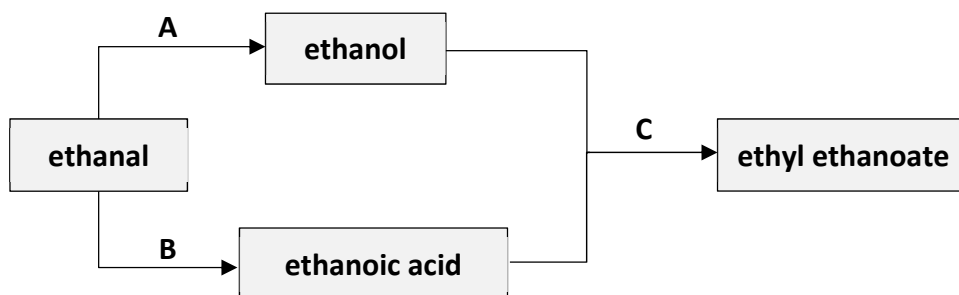 A
ethanol
ethanal
C
ethyl ethanoate
B
ethanoic acid